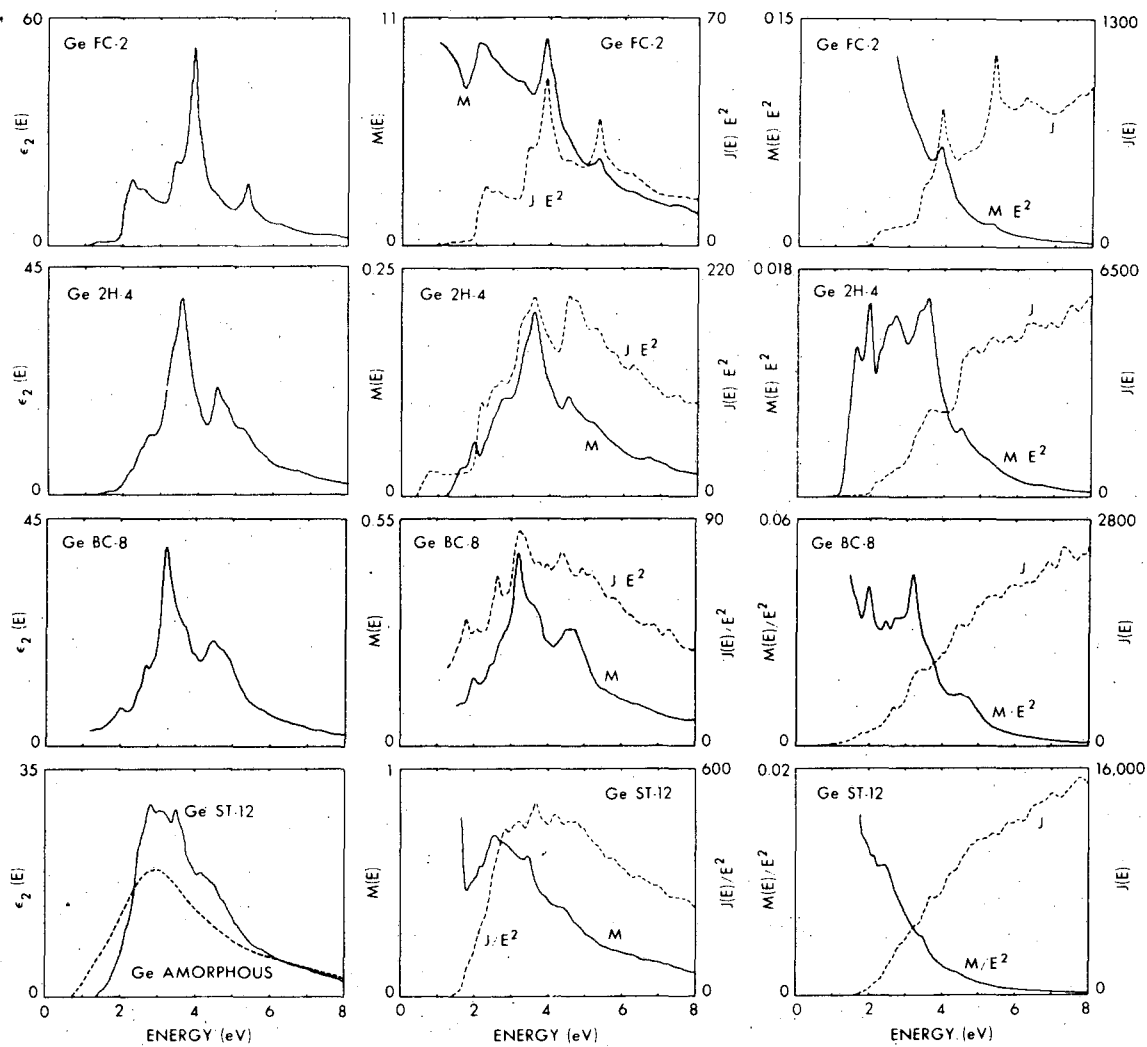 60
Ge FC-2
ε₂ (E)
0
11
Ge FC-2
70
M(E)
M
J E²
J(E) E²
0
0
0.15
Ge FC-2
1300
M(E) E²
J
M E²
J(E)
0
0
45
Ge 2H-4
ε₂ (E)
0
0.25
Ge 2H-4
220
M(E)
J E²
M
J(E) E²
0
0
0.018
Ge 2H-4
6500
M(E) E²
J
M E²
J(E)
0
0
45
Ge BC-8
ε₂ (E)
0
0.55
Ge BC-8
90
M(E)
J E²
M
J(E)/E²
0
0
0.06
Ge BC-8
2800
M(E)/E²
J
M·E²
J(E)
0
0
35
Ge ST-12
ε₂ (E)
Ge AMORPHOUS
0
2 4 6 8
ENERGY (eV)
1
Ge ST-12
600
M(E)
J/E²
M
J(E)/E²
0
0
2 4 6 8
ENERGY (eV)
0.02
Ge ST-12
16,000
M(E)/E²
J
M/E²
J(E)
0
0
2 4 6 8
ENERGY (eV)